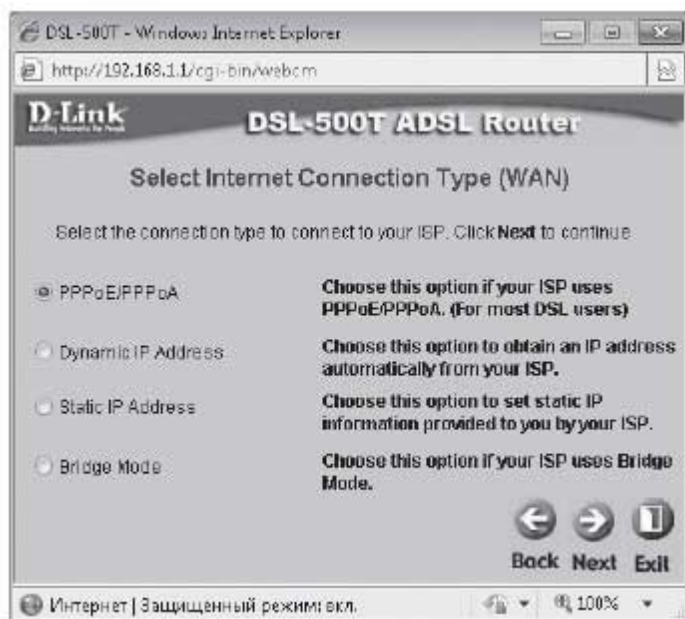 DSL-500T - Windows Internet Explorer
http://192.168.1.1/cgi-bin/webcm
D-Link
Building Networks for People
DSL-500T ADSL Router
Select Internet Connection Type (WAN)
Select the connection type to connect to your ISP. Click Next to continue
PPPoE/PPPoA
Choose this option if your ISP uses
PPPoE/PPPoA. (For most DSL users)
Dynamic IP Address
Choose this option to obtain an IP address
automatically from your ISP.
Static IP Address
Choose this option to set static IP
information provided to you by your ISP.
Bridge Mode
Choose this option if your ISP uses Bridge
Mode.
Back Next Exit
Интернет | Защищенный режим: вкл.
100%